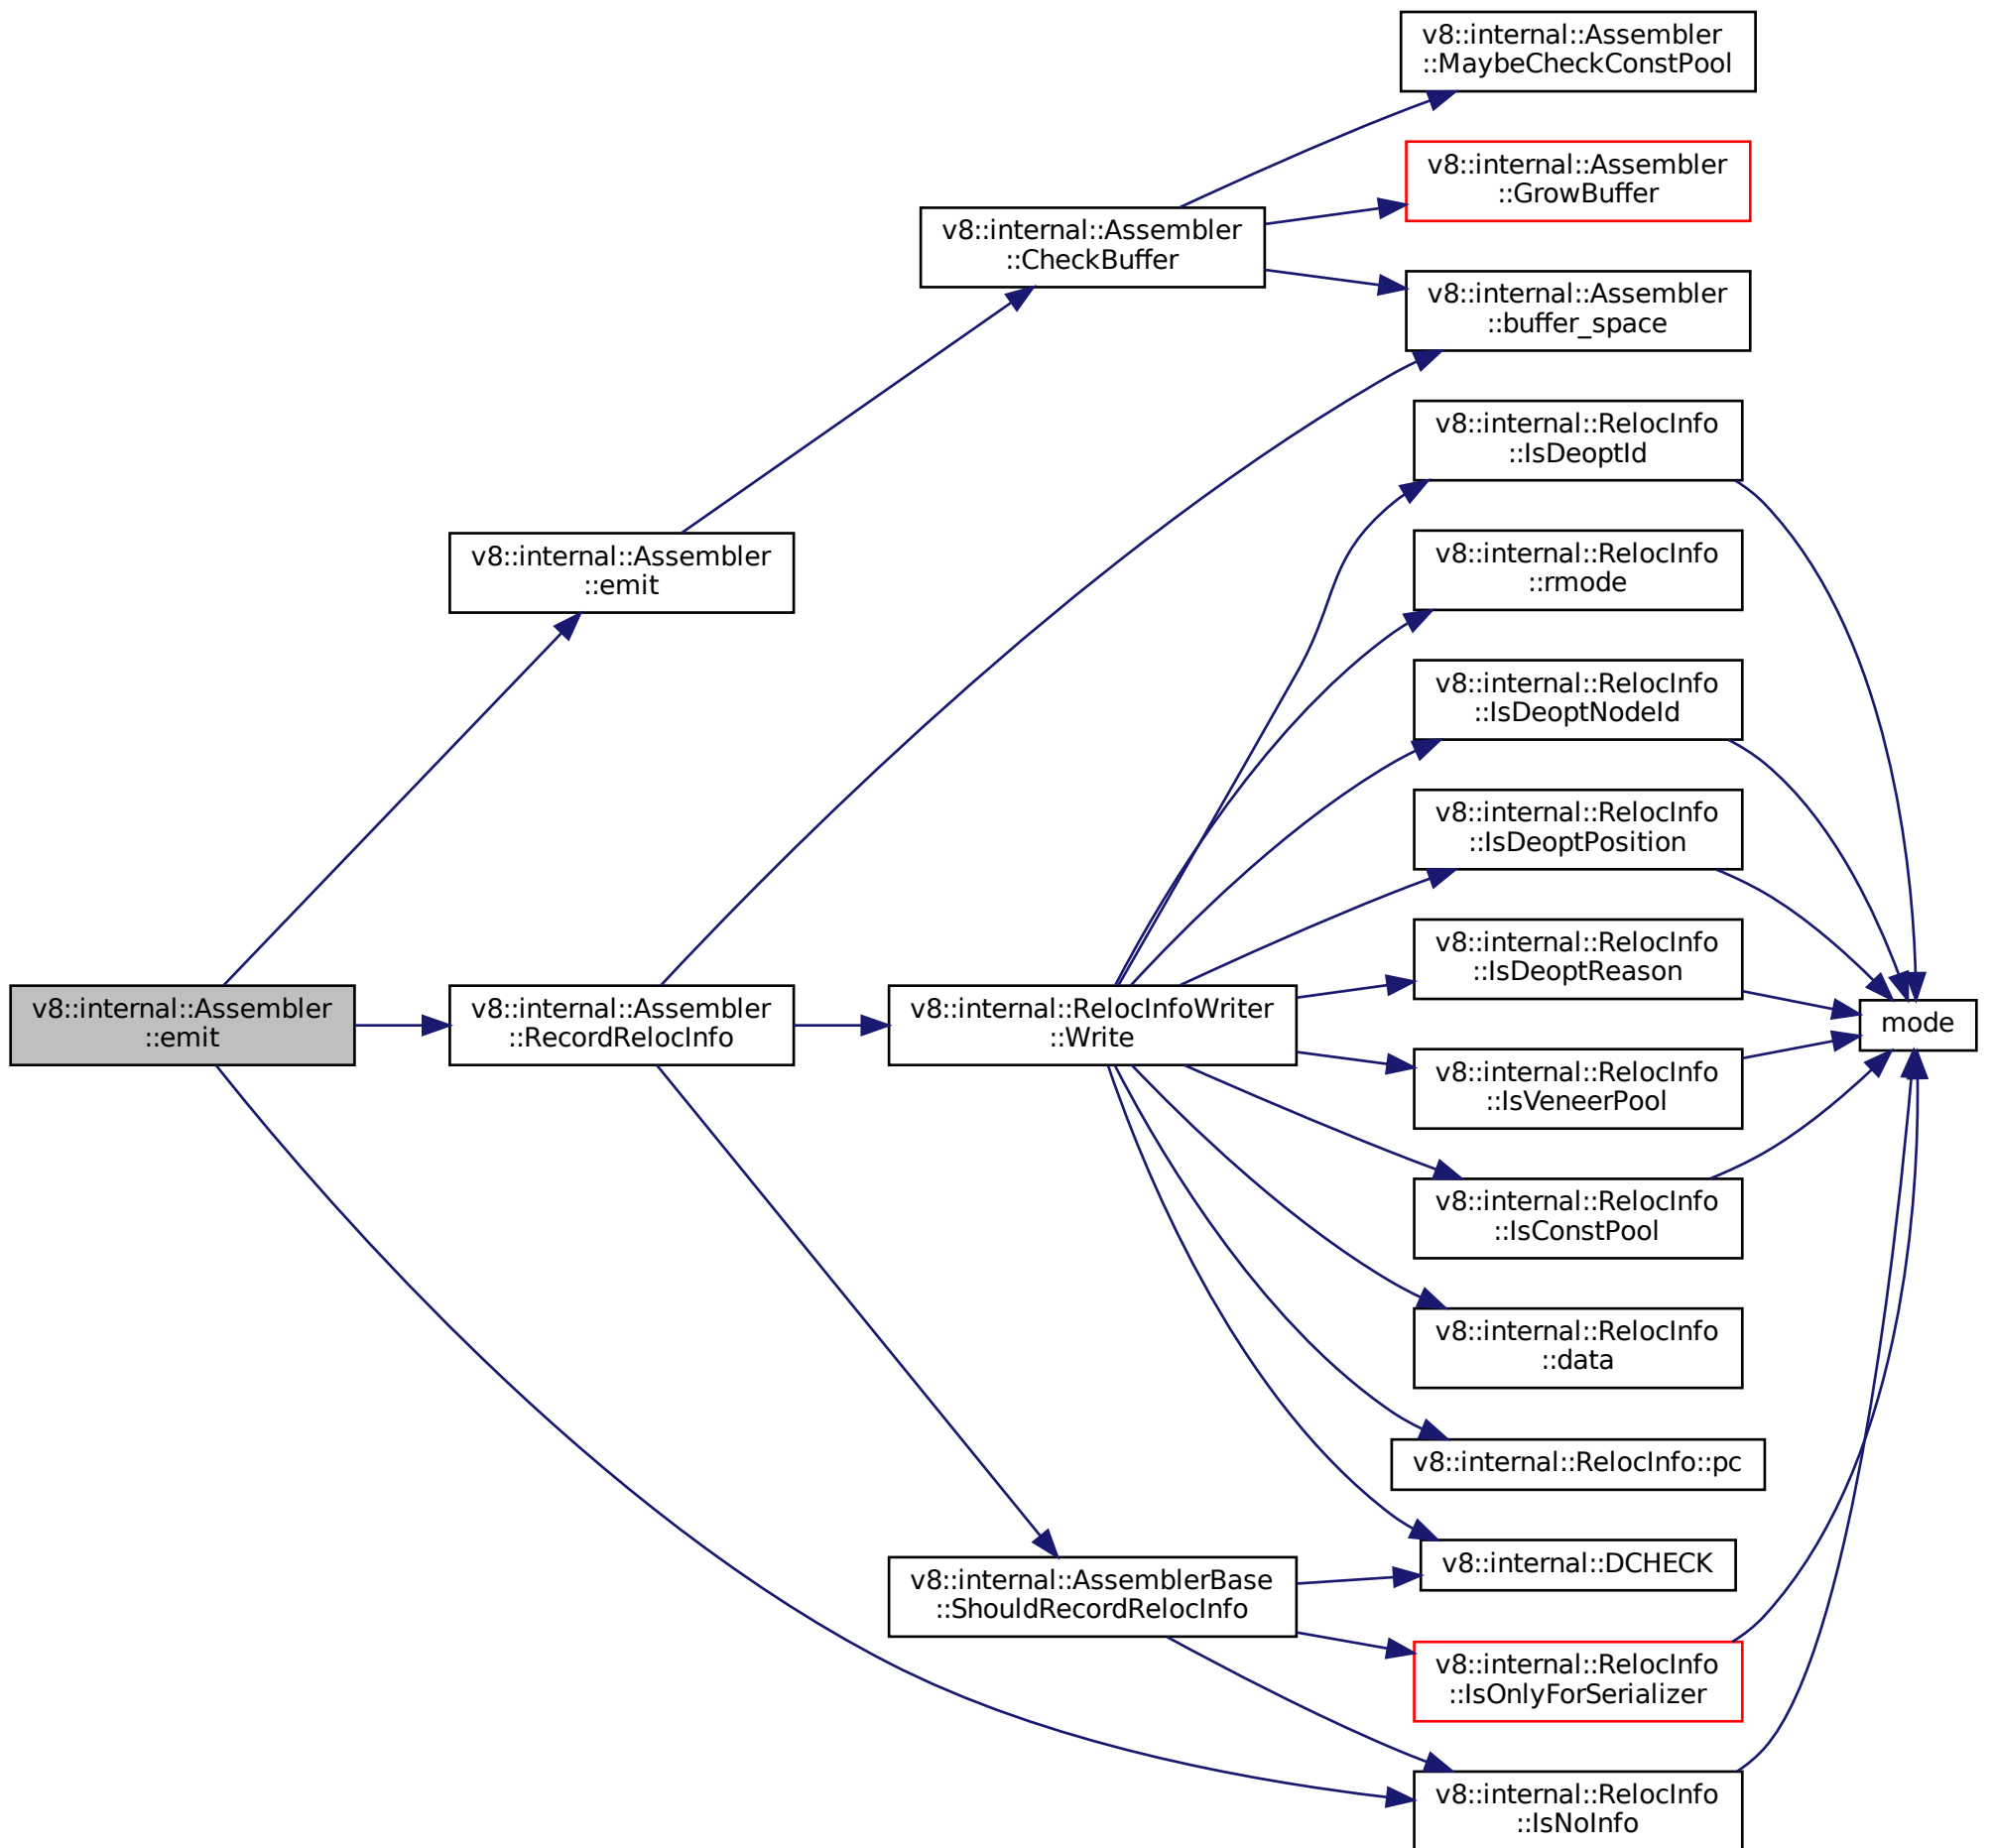 v8::internal::Assembler
::MaybeCheckConstPool
v8::internal::Assembler
::GrowBuffer
v8::internal::Assembler
::CheckBuffer
v8::internal::Assembler
::buffer_space
v8::internal::RelocInfo
::IsDeoptId
v8::internal::Assembler
::emit
v8::internal::RelocInfo
::rmode
v8::internal::RelocInfo
::IsDeoptNodeId
v8::internal::RelocInfo
::IsDeoptPosition
v8::internal::RelocInfo
::IsDeoptReason
v8::internal::Assembler
::emit
v8::internal::Assembler
::RecordRelocInfo
v8::internal::RelocInfoWriter
::Write
mode
v8::internal::RelocInfo
::IsVeneerPool
v8::internal::RelocInfo
::IsConstPool
v8::internal::RelocInfo
::data
v8::internal::RelocInfo::pc
v8::internal::DCHECK
v8::internal::AssemblerBase
::ShouldRecordRelocInfo
v8::internal::RelocInfo
::IsOnlyForSerializer
v8::internal::RelocInfo
::IsNoInfo